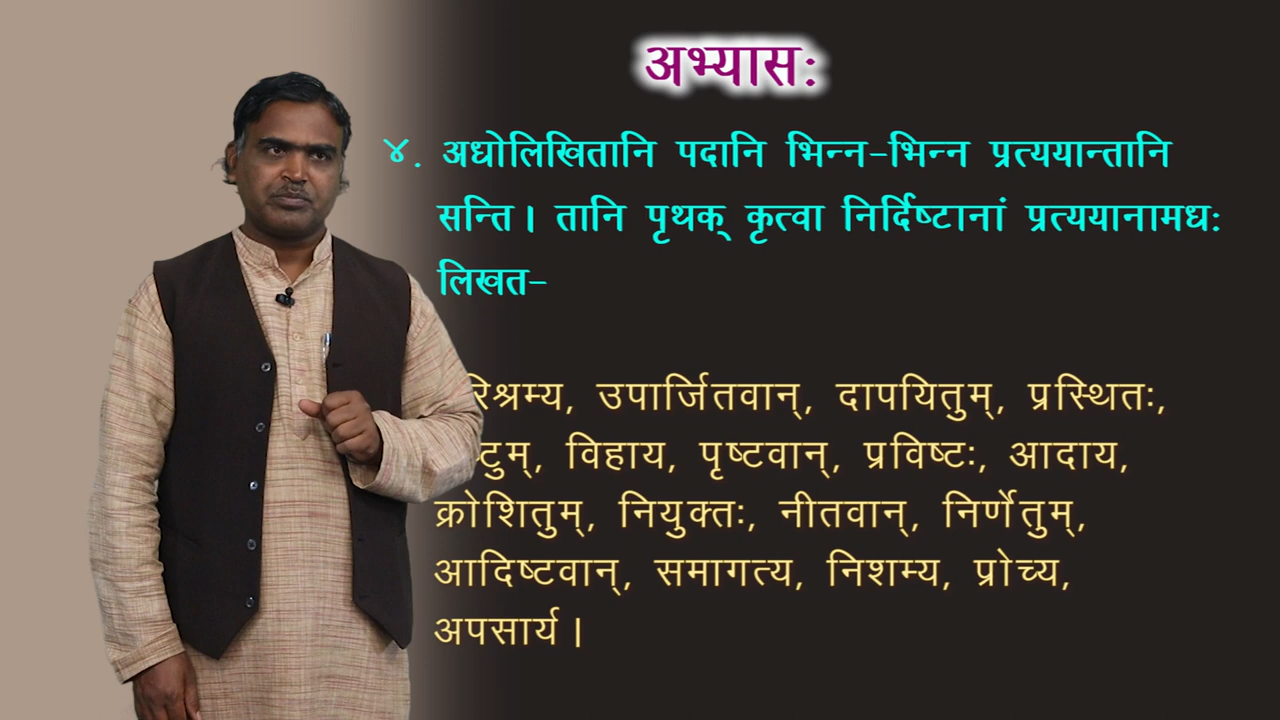 अभ्यासः
४. अधोलिखितानि पदानि भिन्न-भिन्न प्रत्ययान्तानि
सन्ति। तानि पृथक् कृत्वा निर्दिष्टानां प्रत्ययानामधः
लिखत-
उपार्जितवान्, दापयितुम्, प्रस्थितः,
विहाय, पृष्टवान्, प्रविष्टः, आदाय,
क्रोशितुम्, नियुक्तः, नीतवान्, निर्णेतुम्,
आदिष्टवान्, समागत्य, निशम्य, प्रोच्य,
अपसार्य।